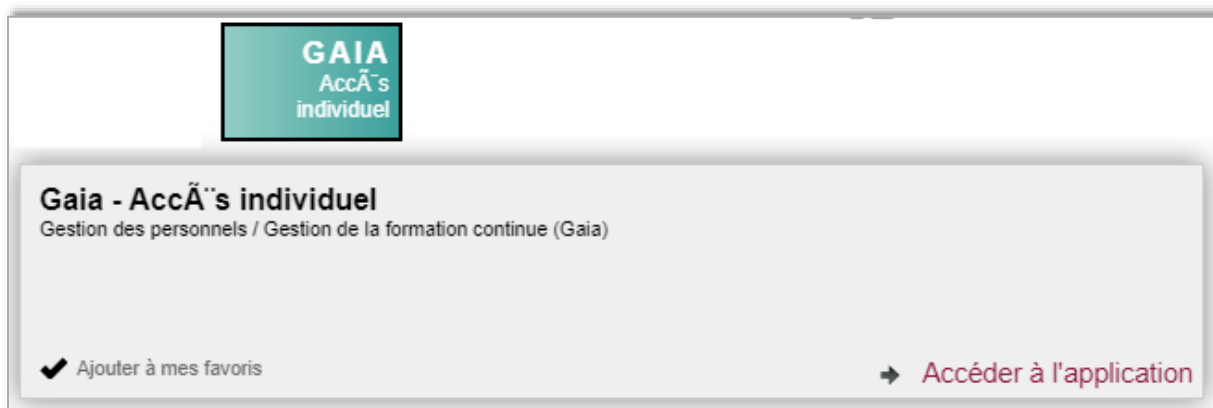 GAIA
AccÃ¨s
individuel
Gaia - AccÃ¨s individuel
Gestion des personnels / Gestion de la formation continue (Gaia)
Ajouter à mes favoris
Accéder à l'application